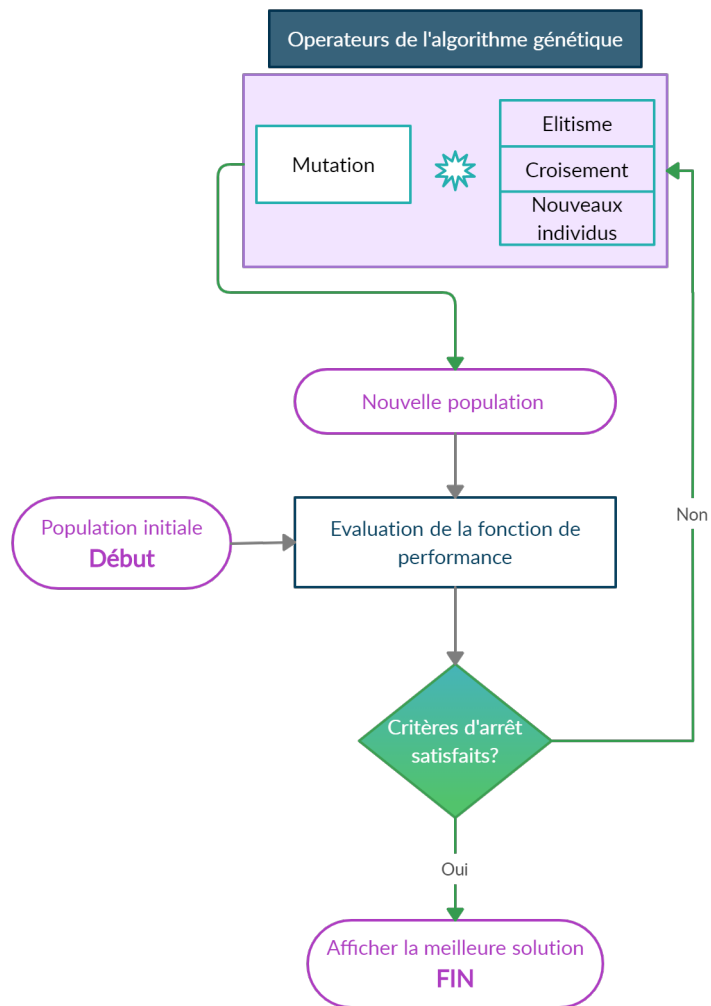 Operateurs de l'algorithme génétique
Mutation
Elitisme
Croisement
Nouveaux
individus
Nouvelle population
Population initiale
Début
Evaluation de la fonction de
performance
Non
Critères d'arrêt
satisfaits?
Oui
Afficher la meilleure solution
FIN